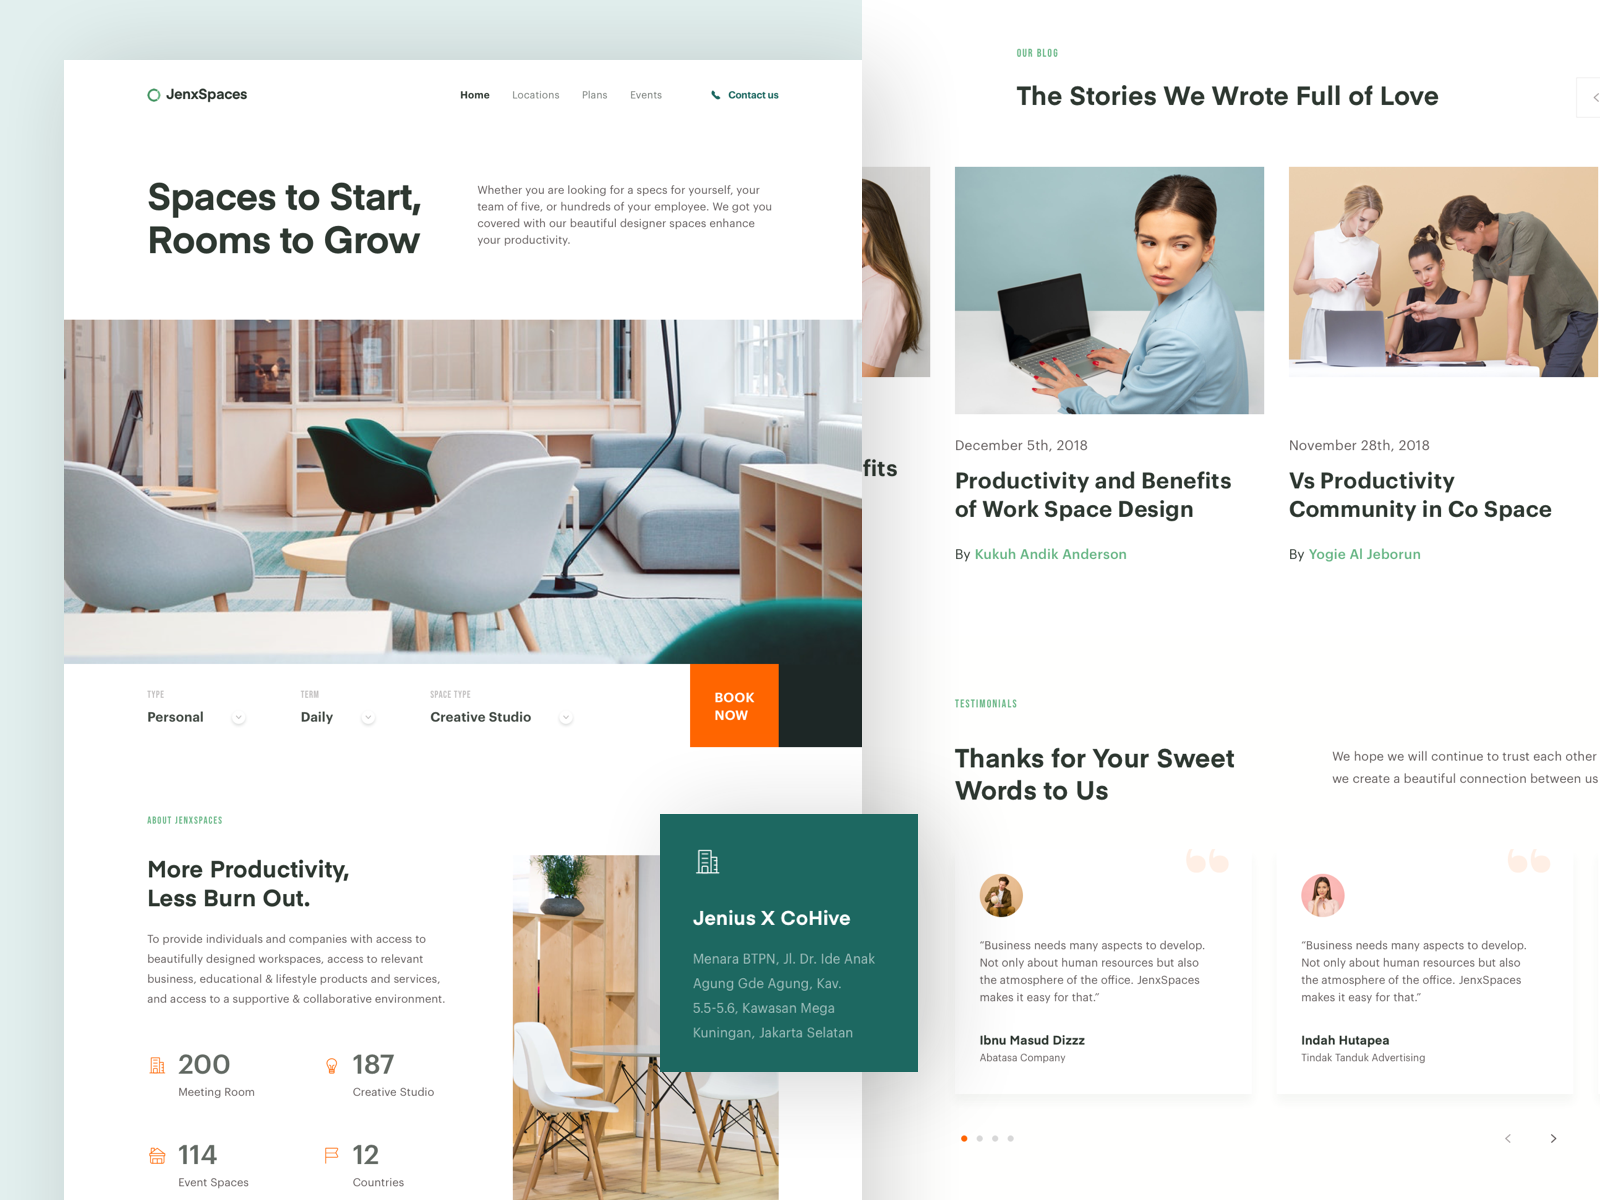 JenxSpaces
Home
Locations
Plans
Events
Contact us
Spaces to Start,
Rooms to Grow
Whether you are looking for a specs for yourself, your
team of five, or hundreds of your employee. We got you
covered with our beautiful designer spaces enhance
your productivity.
TYPE
Personal
TERM
Daily
SPACE TYPE
Creative Studio
BOOK
NOW
ABOUT JENXSPACES
More Productivity,
Less Burn Out.
To provide individuals and companies with access to
beautifully designed workspaces, access to relevant
business, educational & lifestyle products and services,
and access to a supportive & collaborative environment.
200
Meeting Room
187
Creative Studio
114
Event Spaces
12
Countries
Jenius X CoHive
Menara BTPN, Jl. Dr. Ide Anak
Agung Gde Agung, Kav.
5.5-5.6, Kawasan Mega
Kuningan, Jakarta Selatan
OUR BLOG
The Stories We Wrote Full of Love
fits
December 5th, 2018
Productivity and Benefits
of Work Space Design
By Kukuh Andik Anderson
November 28th, 2018
Vs Productivity
Community in Co Space
By Yogie Al Jeborun
TESTIMONIALS
Thanks for Your Sweet
Words to Us
We hope we will continue to trust each other
we create a beautiful connection between us
“Business needs many aspects to develop.
Not only about human resources but also
the atmosphere of the office. JenxSpaces
makes it easy for that.”
Ibnu Masud Dizzz
Abatasa Company
“Business needs many aspects to develop.
Not only about human resources but also
the atmosphere of the office. JenxSpaces
makes it easy for that.”
Indah Hutapea
Tindak Tanduk Advertising